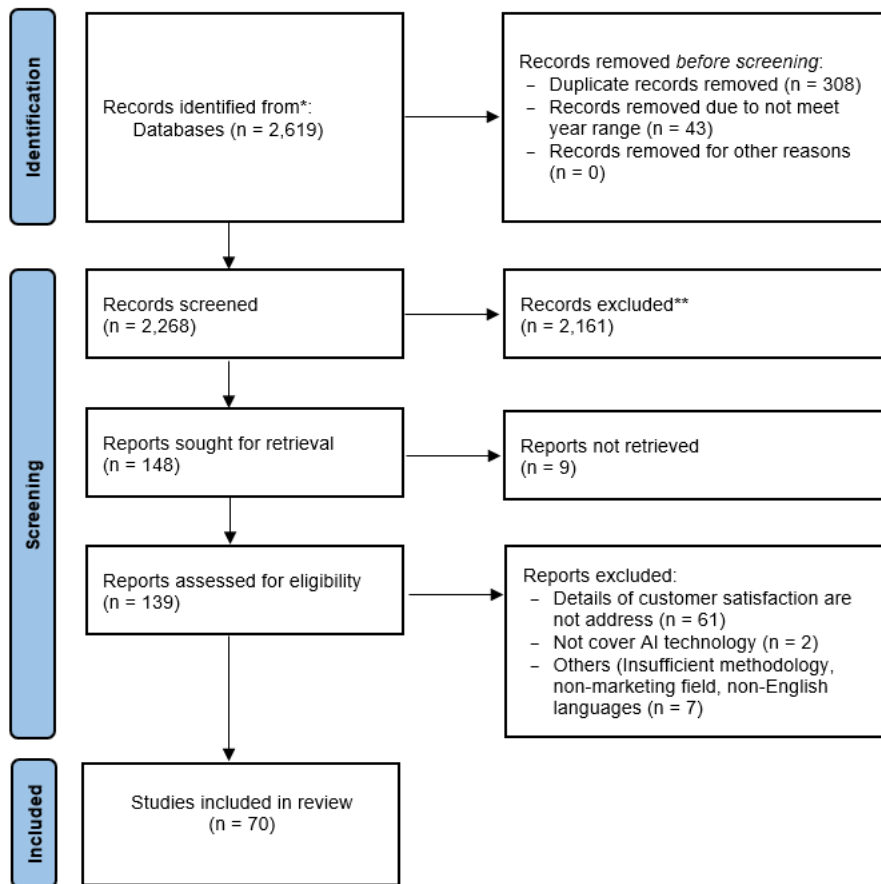 Identification
Records identified from*:
Databases (n = 2,619)
Records removed before screening:
– Duplicate records removed (n = 308)
– Records removed due to not meet
year range (n = 43)
– Records removed for other reasons
(n = 0)
Screening
Records screened
(n = 2,268)
Records excluded**
(n = 2,161)
Reports sought for retrieval
(n = 148)
Reports not retrieved
(n = 9)
Reports assessed for eligibility
(n = 139)
Reports excluded:
– Details of customer satisfaction are
not address (n = 61)
– Not cover AI technology (n = 2)
– Others (Insufficient methodology,
non-marketing field, non-English
languages (n = 7)
Included
Studies included in review
(n = 70)